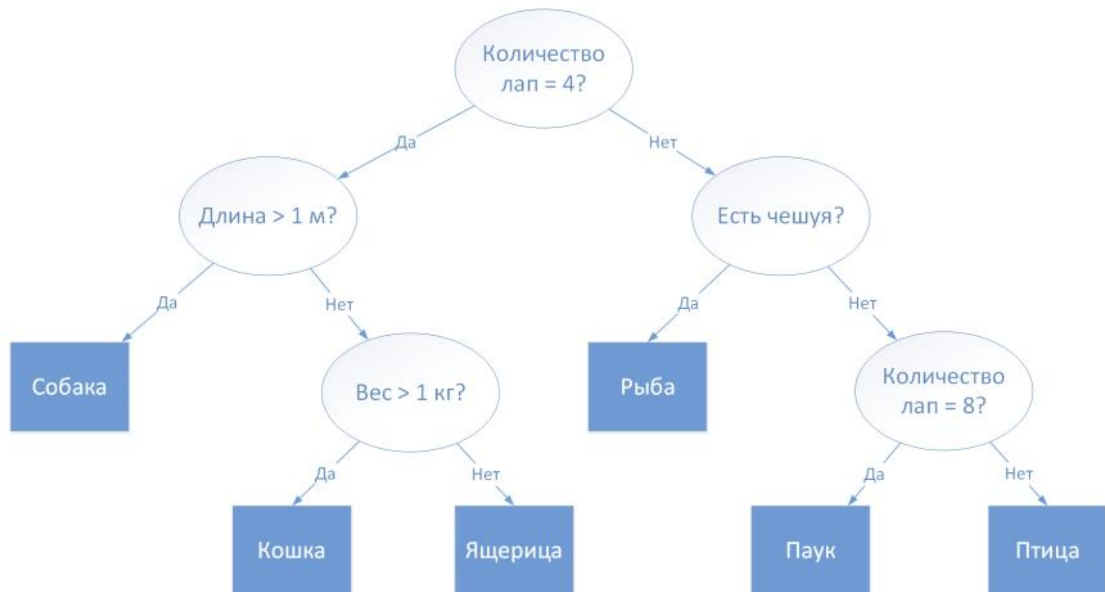 Количество
лап = 4?
Да
Нет
Длина > 1 м?
Есть чешуя?
Да
Нет
Да
Нет
Собака
Вес > 1 кг?
Рыба
Количество
лап = 8?
Да
Нет
Да
Нет
Кошка
Ящерица
Паук
Птица